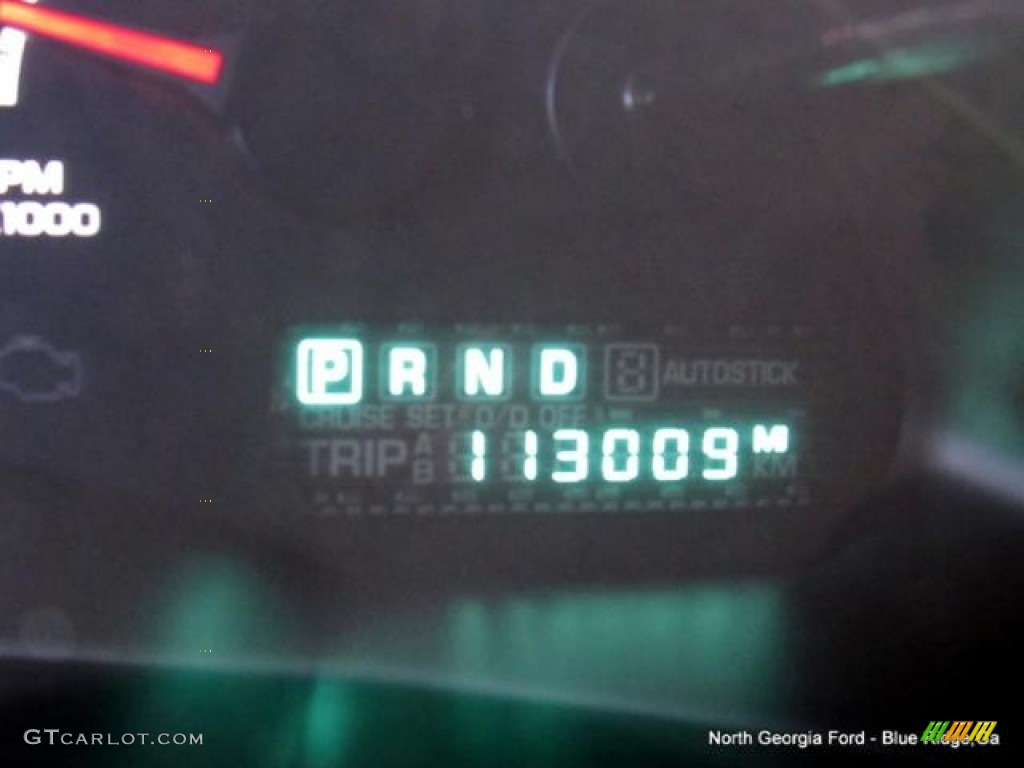 PM
1000
P R N D AUTOSTICK
CRUISE SET O/D OFF
TRIP A B 113009 M KM
GTCARLOT.COM
North Georgia Ford - Blue Ridge, Ga